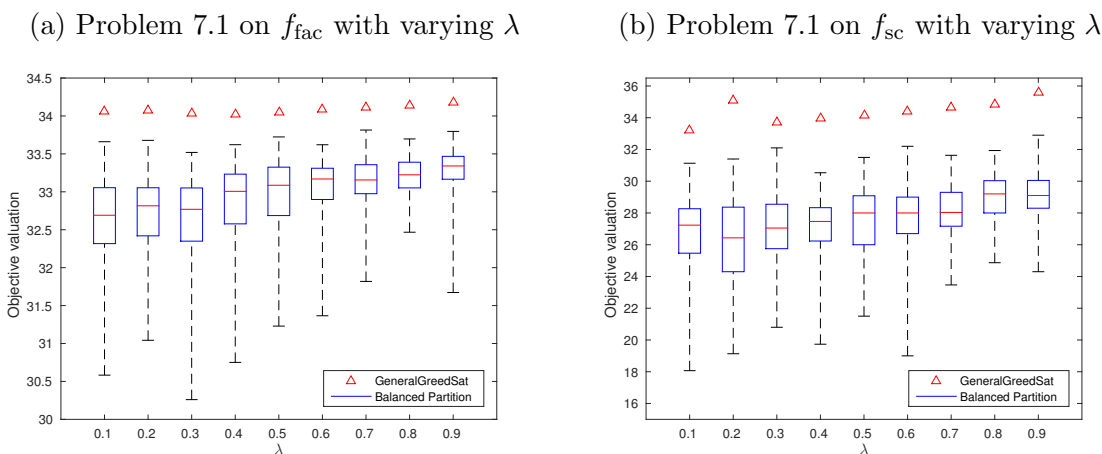 (a) Problem 7.1 on f_fac with varying λ
(b) Problem 7.1 on f_sc with varying λ
34.5
34
33.5
33
32.5
32
31.5
31
30.5
30
Objective valuation
0.1 0.2 0.3 0.4 0.5 0.6 0.7 0.8 0.9
λ
GeneralGreedSat
Balanced Partition
36
34
32
30
28
26
24
22
20
18
16
Objective valuation
0.1 0.2 0.3 0.4 0.5 0.6 0.7 0.8 0.9
λ
GeneralGreedSat
Balanced Partition